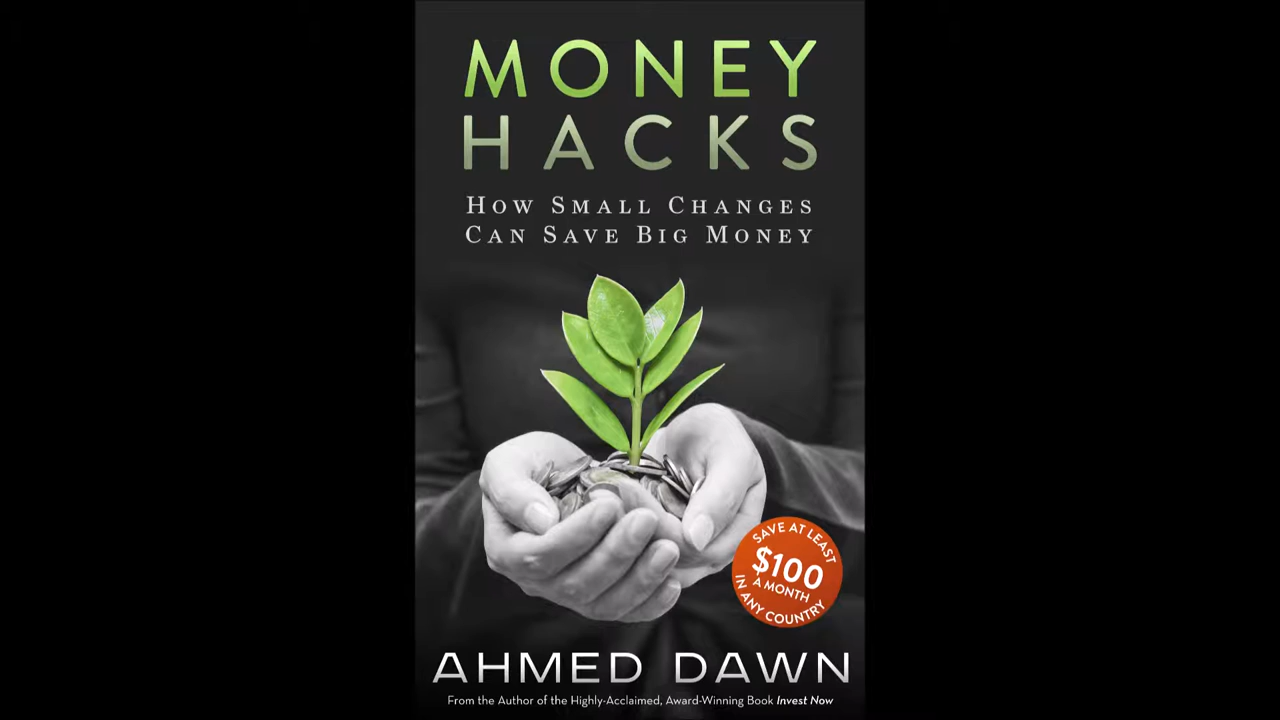 MONEY
HACKS
HOW SMALL CHANGES
CAN SAVE BIG MONEY
SAVE AT LEAST
$100
A MONTH
IN ANY COUNTRY
AHMED DAWN
From the Author of the Highly-Acclaimed, Award-Winning Book Invest Now